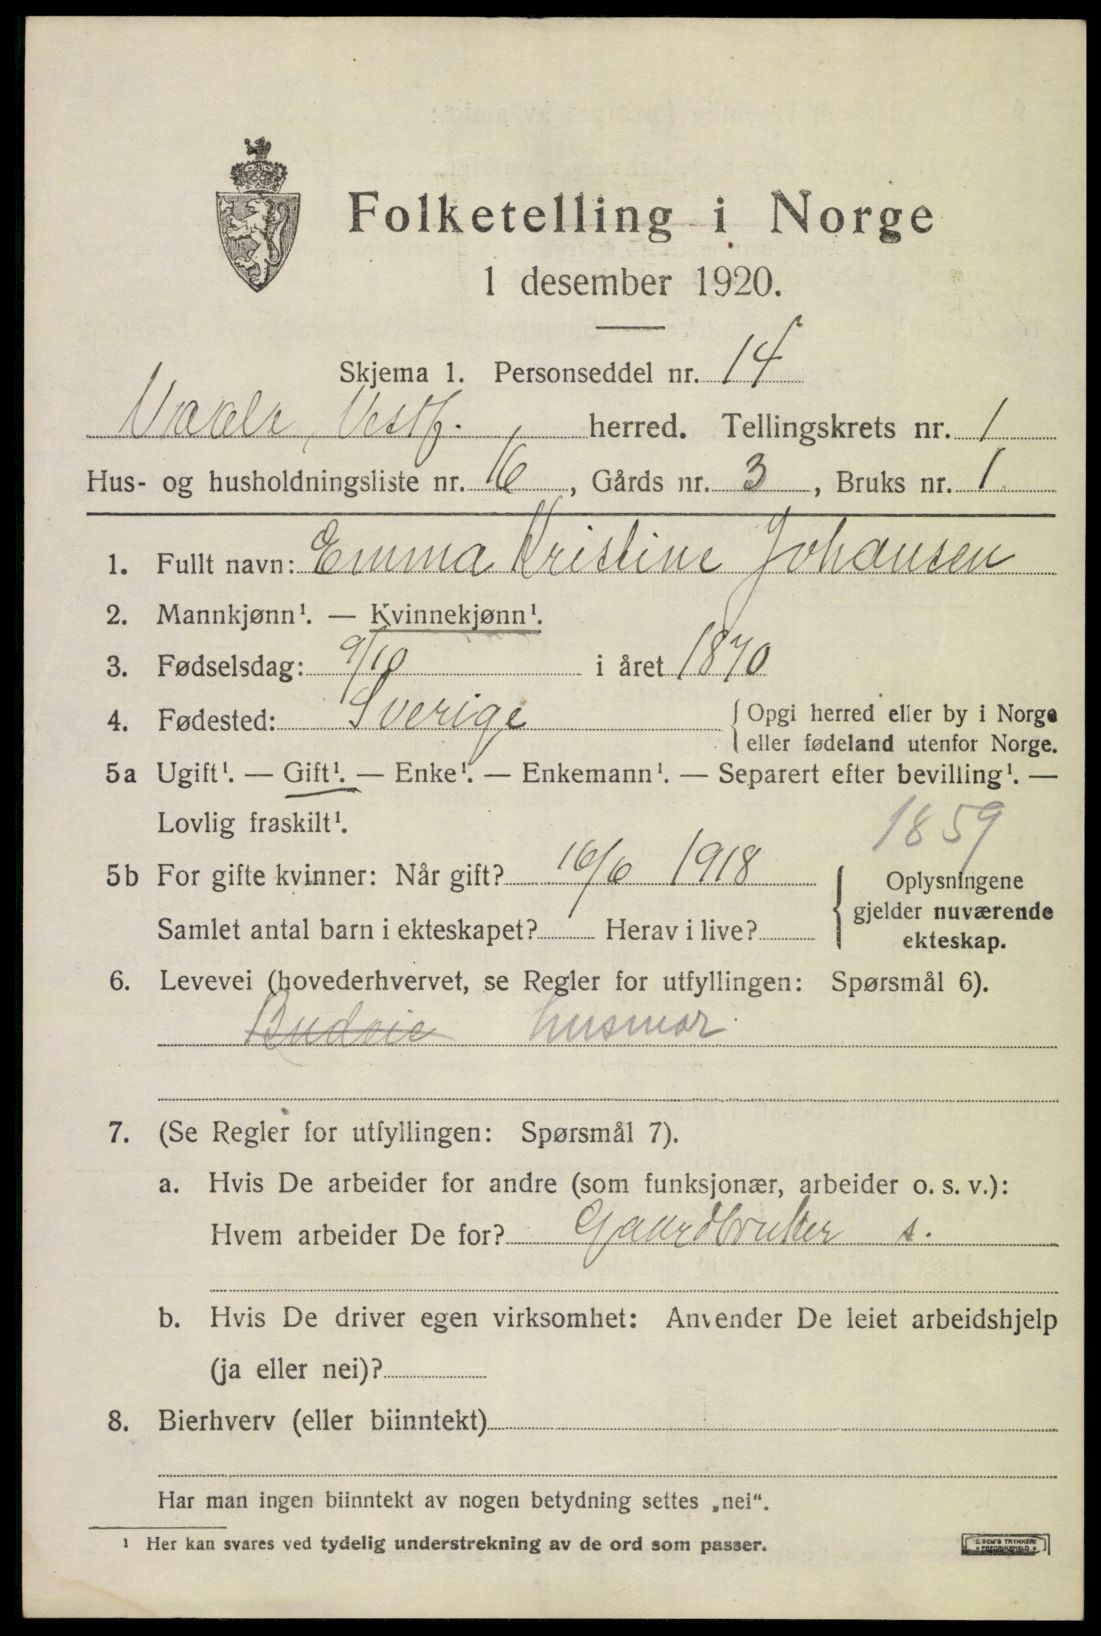 Folketelling i Norge
1 desember 1920.
Skjema 1. Personseddel nr. 14
Vaale, Vestf. herred. Tellingskrets nr. 1
Hus- og husholdningsliste nr. 16, Gårds nr. 3, Bruks nr. 1
1. Fullt navn: Emma Kristine Johansen
2. Mannkjønn¹. — Kvinnekjønn¹.
3. Fødselsdag: 9/10 i året 1870
4. Fødested: Sverige { Opgi herred eller by i Norge
eller fødeland utenfor Norge.
5a Ugift¹. — Gift¹. — Enke¹. — Enkemann¹. — Separert efter bevilling¹. —
Lovlig fraskilt¹.
1859
5b For gifte kvinner: Når gift? 16/6 1918
Samlet antal barn i ekteskapet? Herav i live?
{ Oplysningene
gjelder nuværende
ekteskap.
6. Levevei (hovederhvervet, se Regler for utfyllingen: Spørsmål 6).
Budeie husmor
7. (Se Regler for utfyllingen: Spørsmål 7).
a. Hvis De arbeider for andre (som funksjonær, arbeider o. s. v.):
Hvem arbeider De for? Gaardbruker s.
b. Hvis De driver egen virksomhet: Anvender De leiet arbeidshjelp
(ja eller nei)?
8. Bierhverv (eller biinntekt)
Har man ingen biinntekt av nogen betydning settes „nei“.
¹ Her kan svares ved tydelig understrekning av de ord som passer.
SEM'S TRYKKERI
FREDRIKSHALD